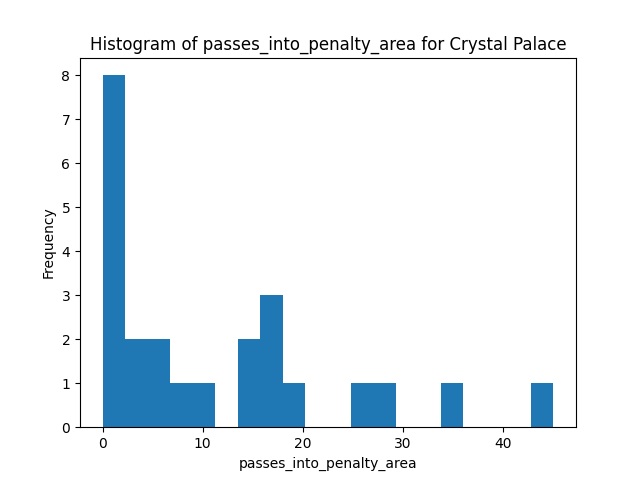 Histogram of passes_into_penalty_area for Crystal Palace
8
7
6
5
4
3
2
1
0
Frequency
0 10 20 30 40
passes_into_penalty_area